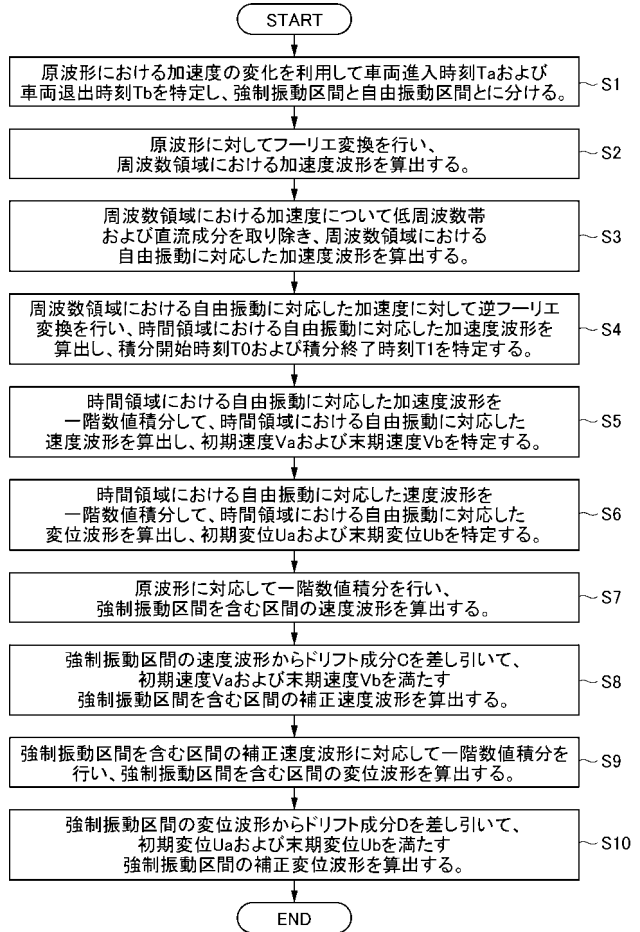 START
原波形における加速度の変化を利用して車両進入時刻Taおよび
車両退出時刻Tbを特定し、強制振動区間と自由振動区間とに分ける。
S1
原波形に対してフーリエ変換を行い、
周波数領域における加速度波形を算出する。
S2
周波数領域における加速度について低周波数帯
および直流成分を取り除き、周波数領域における
自由振動に対応した加速度波形を算出する。
S3
周波数領域における自由振動に対応した加速度に対して逆フーリエ
変換を行い、時間領域における自由振動に対応した加速度波形を
算出し、積分開始時刻T0および積分終了時刻T1を特定する。
S4
時間領域における自由振動に対応した加速度波形を
一階数値積分して、時間領域における自由振動に対応した
速度波形を算出し、初期速度Vaおよび末期速度Vbを特定する。
S5
時間領域における自由振動に対応した速度波形を
一階数値積分して、時間領域における自由振動に対応した
変位波形を算出し、初期変位Uaおよび末期変位Ubを特定する。
S6
原波形に対応して一階数値積分を行い、
強制振動区間を含む区間の速度波形を算出する。
S7
強制振動区間の速度波形からドリフト成分Cを差し引いて、
初期速度Vaおよび末期速度Vbを満たす
強制振動区間を含む区間の補正速度波形を算出する。
S8
強制振動区間を含む区間の補正速度波形に対応して一階数値積分を
行い、強制振動区間を含む区間の変位波形を算出する。
S9
強制振動区間の変位波形からドリフト成分Dを差し引いて、
初期変位Uaおよび末期変位Ubを満たす
強制振動区間の補正変位波形を算出する。
S10
END